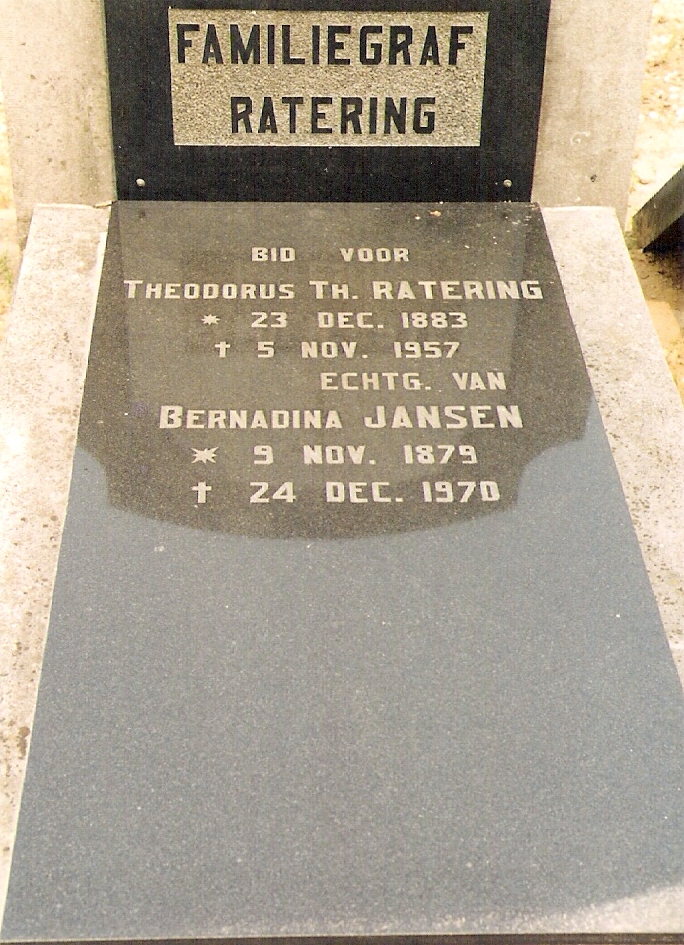 FAMILIEGRAF
RATERING
BID VOOR
THEODORUS TH. RATERING
* 23 DEC. 1883
† 5 NOV. 1957
ECHTG. VAN
BERNADINA JANSEN
* 9 NOV. 1879
† 24 DEC. 1970